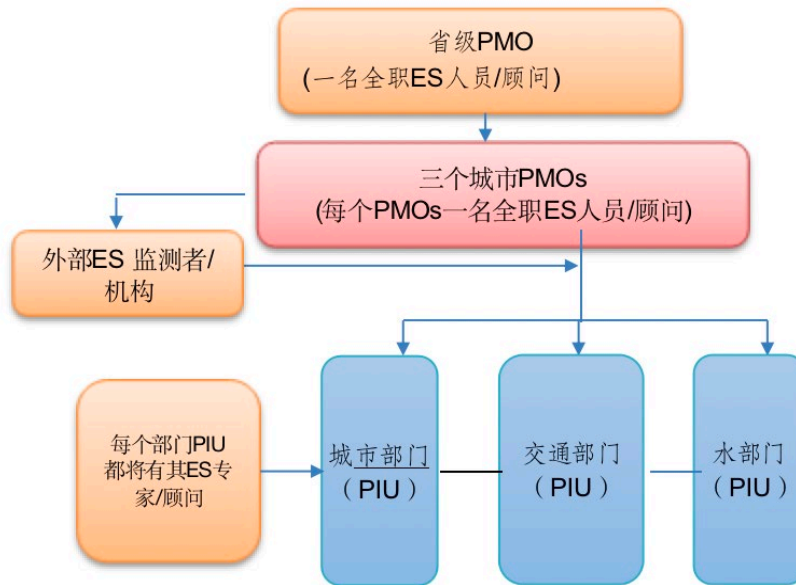 省级PMO
(一名全职ES人员/顾问)
三个城市PMOs
(每个PMOs一名全职ES人员/顾问)
外部ES 监测者/
机构
每个部门PIU
都将有其ES专
家/顾问
城市部门
（PIU）
交通部门
（PIU）
水部门
（PIU）